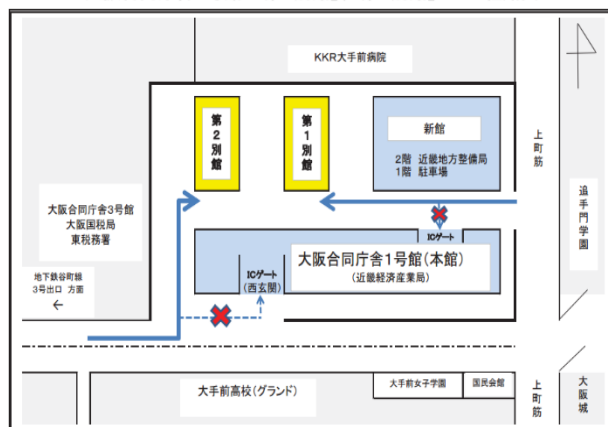 KKR大手前病院
第2別館
第1別館
新館
2階 近畿地方整備局
1階 駐車場
上町筋
追手門学園
大阪合同庁舎3号館
大阪国税局
東税務署
ICゲート
大阪合同庁舎1号館(本館)
(近畿経済産業局)
ICゲート
(西玄関)
地下鉄谷町線
3号出口 方面
←
大手前高校(グランド)
大手前女子学園
国民会館
上町筋
大阪城